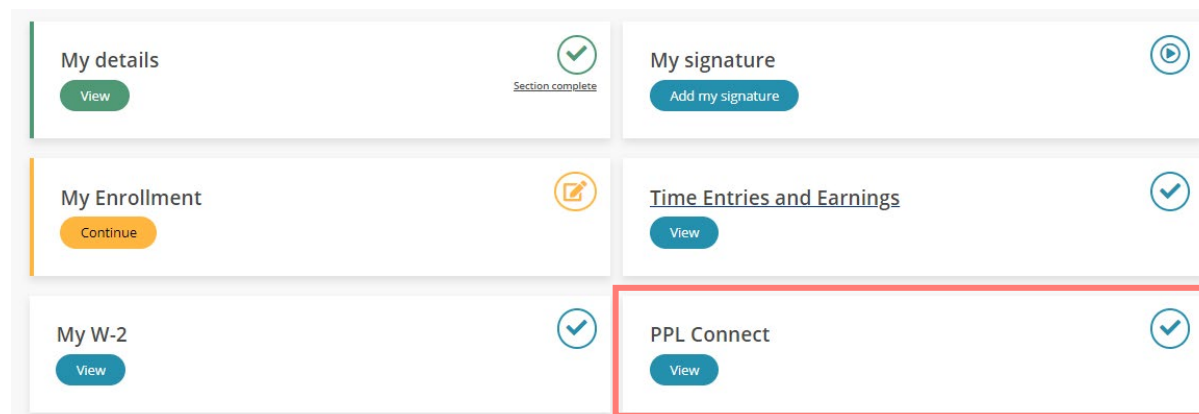 My details
View
Section complete
My signature
Add my signature
My Enrollment
Continue
Time Entries and Earnings
View
My W-2
View
PPL Connect
View